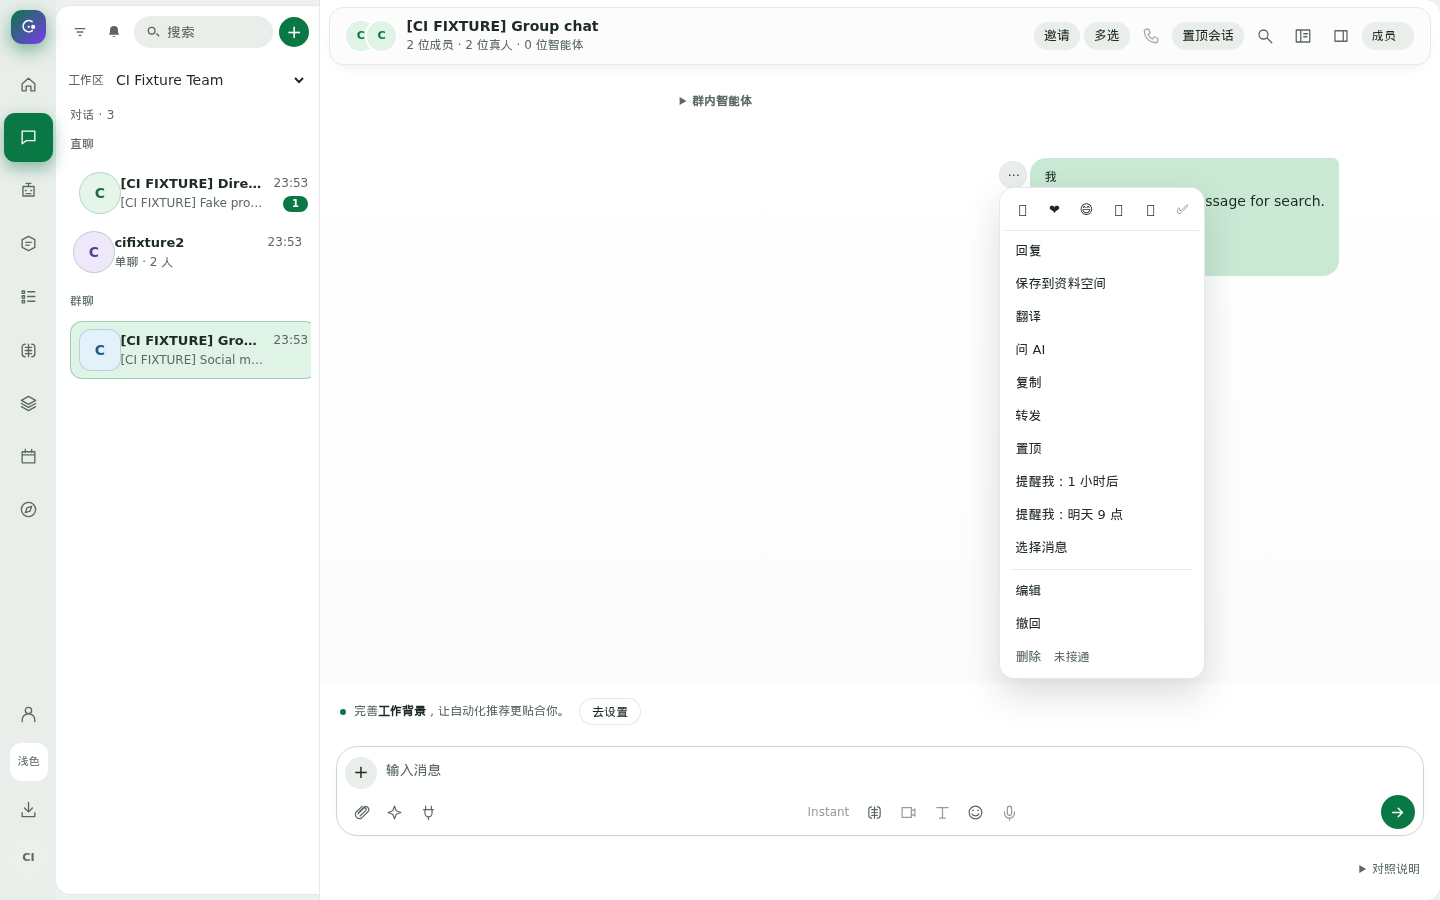 搜索
工作区 CI Fixture Team
对话 · 3
直聊
C
[CI FIXTURE] Dire... 23:53
[CI FIXTURE] Fake pro... 1
C
cifixture2 23:53
单聊 · 2 人
群聊
C
[CI FIXTURE] Gro... 23:53
[CI FIXTURE] Social m...
浅色
CI
C C
[CI FIXTURE] Group chat
2 位成员 · 2 位真人 · 0 位智能体
邀请 多选 置顶会话 成员
群内智能体
我
ssage for search.
回复
保存到资料空间
翻译
问 AI
复制
转发
置顶
提醒我：1 小时后
提醒我：明天 9 点
选择消息
编辑
撤回
删除 未接通
完善工作背景，让自动化推荐更贴合你。 去设置
输入消息
Instant
对照说明